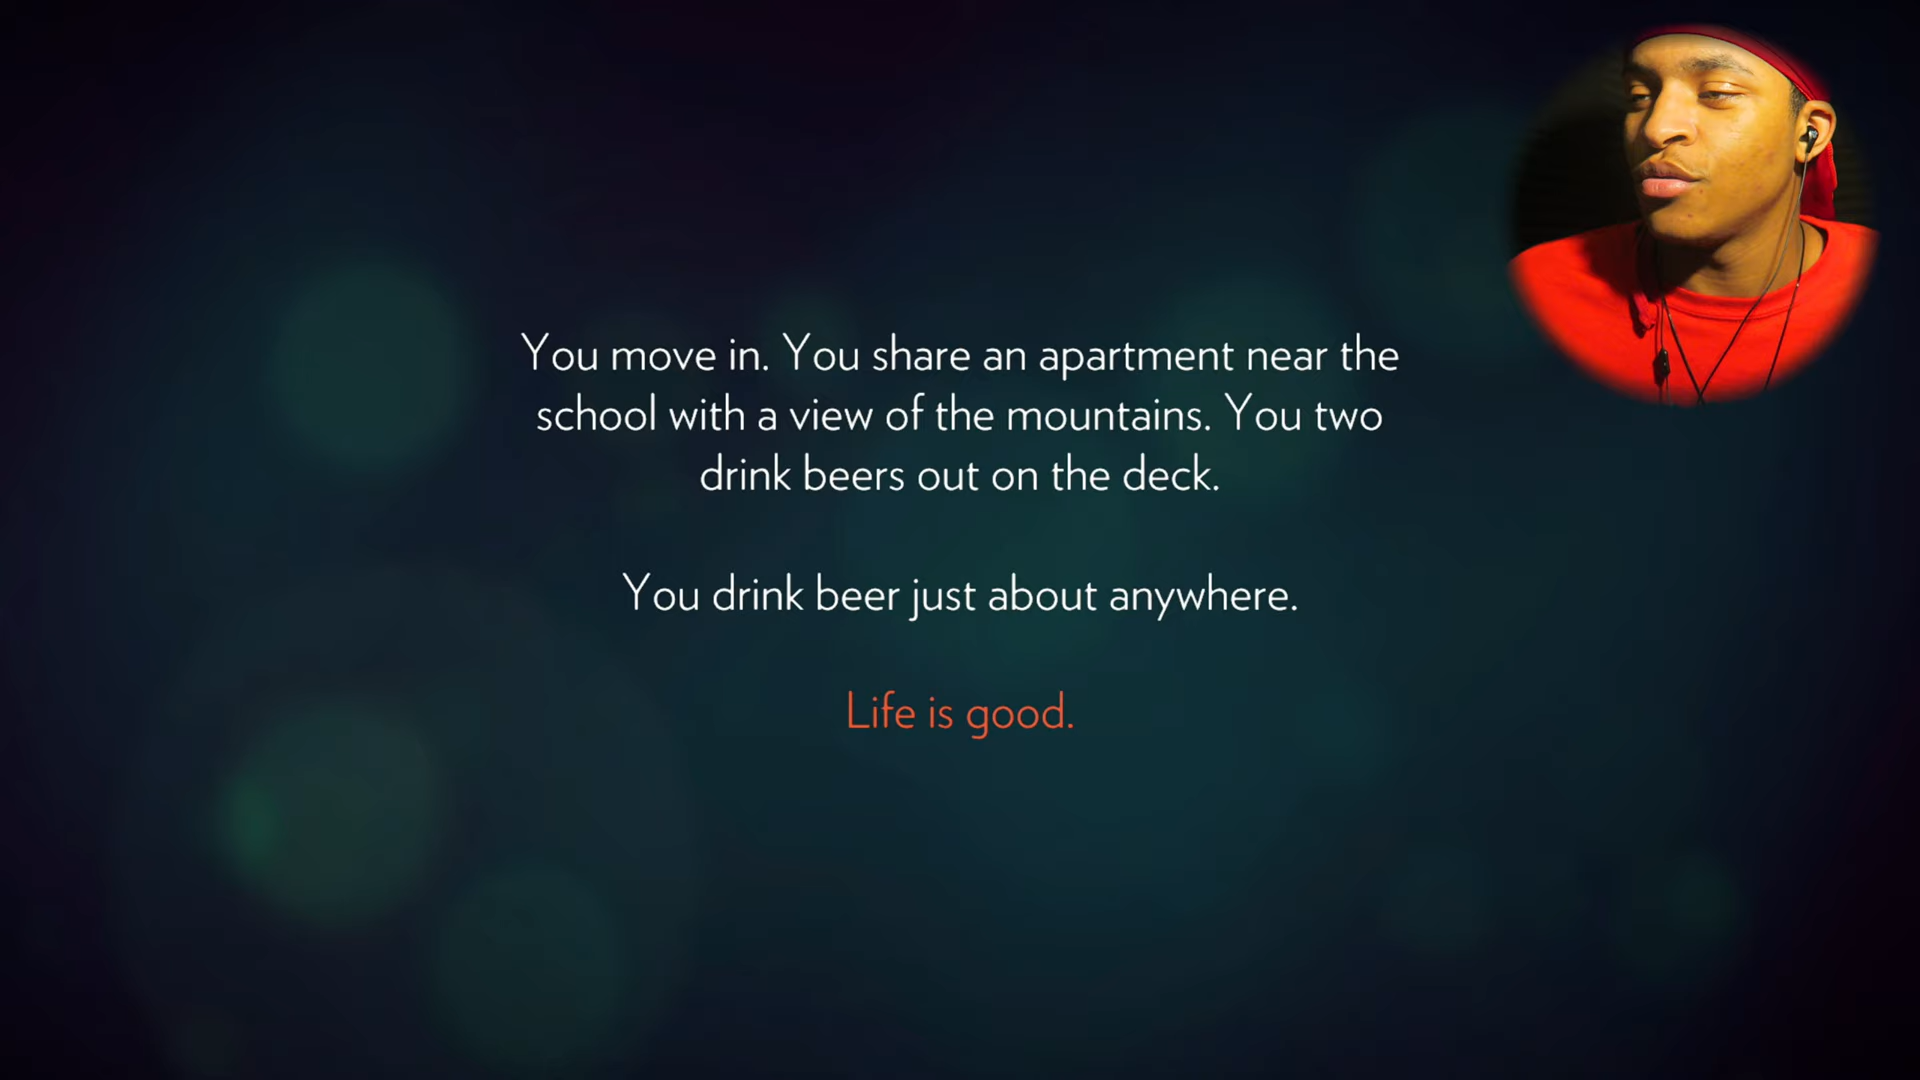 You move in. You share an apartment near the
school with a view of the mountains. You two
drink beers out on the deck.
You drink beer just about anywhere.
Life is good.